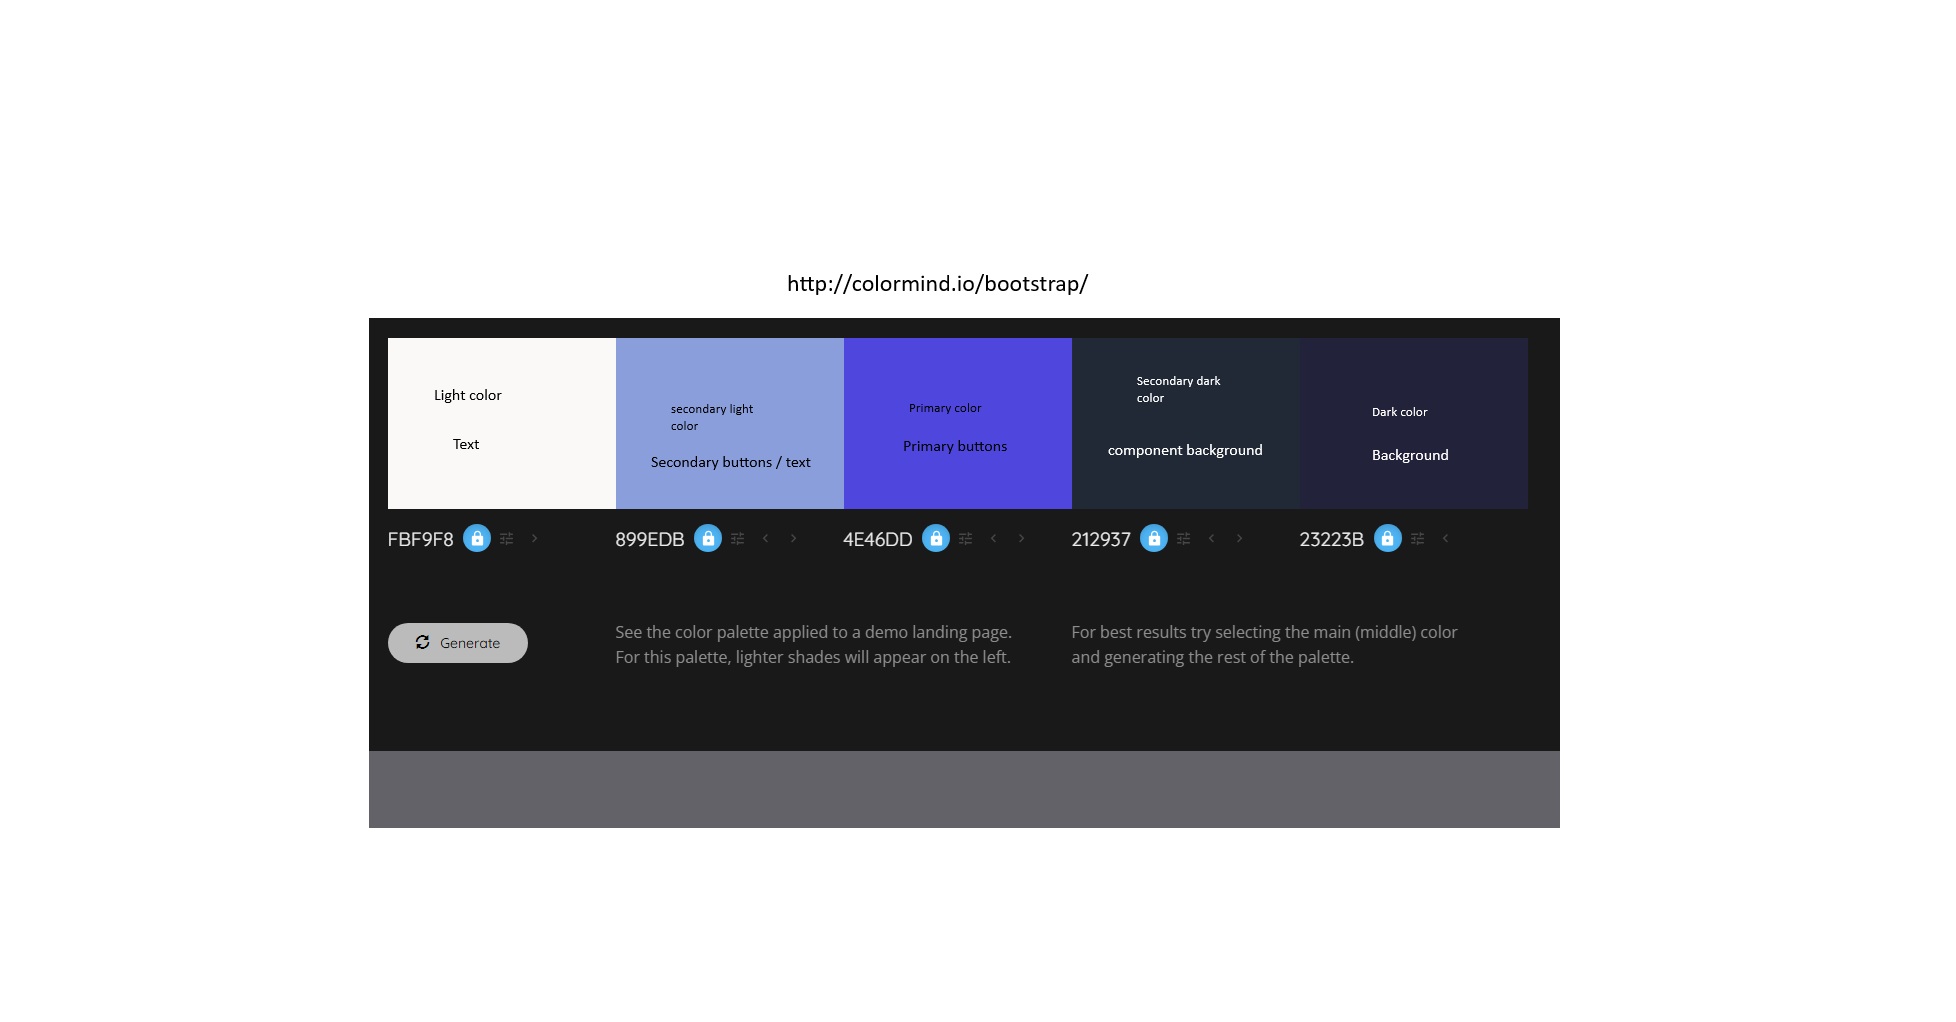 http://colormind.io/bootstrap/
Light color
Text
secondary light
color
Secondary buttons / text
Primary color
Primary buttons
Secondary dark
color
component background
Dark color
Background
FBF9F8
899EDB
4E46DD
212937
23223B
Generate
See the color palette applied to a demo landing page.
For this palette, lighter shades will appear on the left.
For best results try selecting the main (middle) color
and generating the rest of the palette.